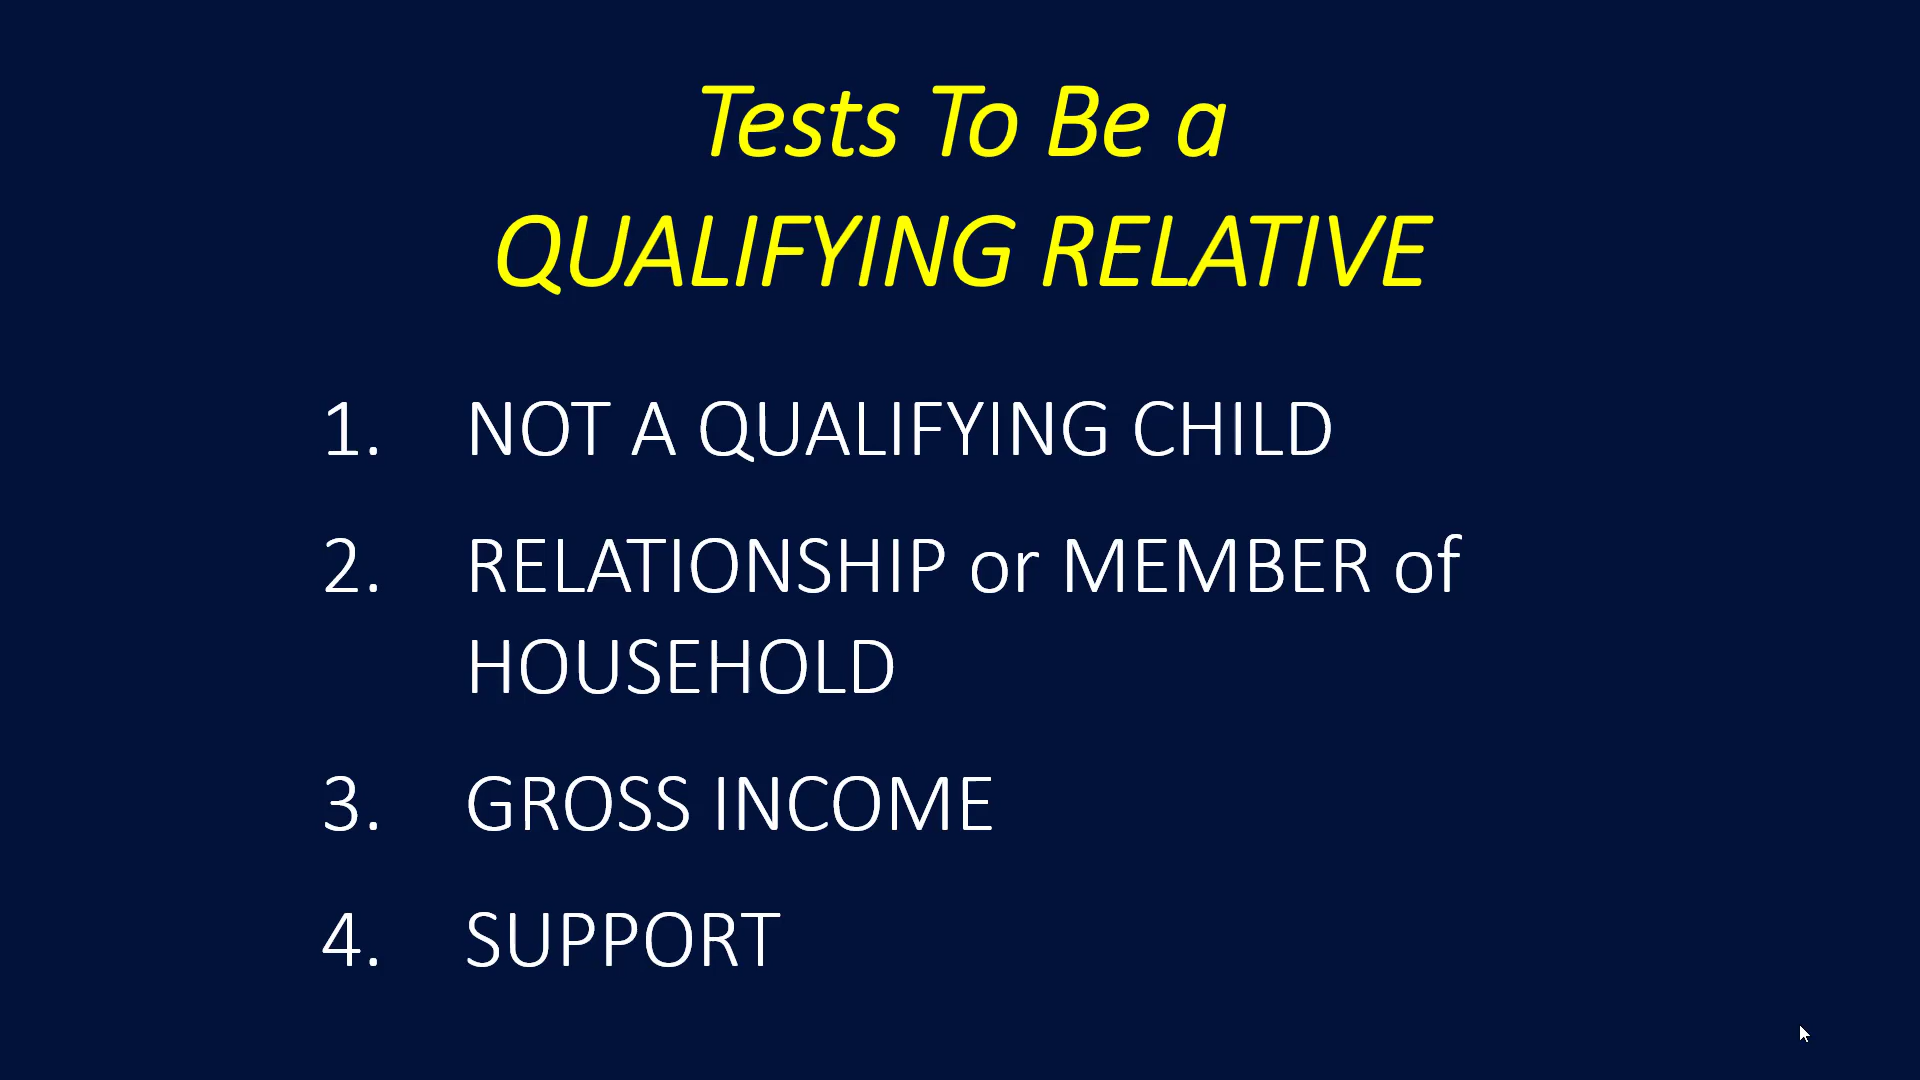 Tests To Be a
QUALIFYING RELATIVE
1. NOT A QUALIFYING CHILD
2. RELATIONSHIP or MEMBER of
HOUSEHOLD
3. GROSS INCOME
4. SUPPORT